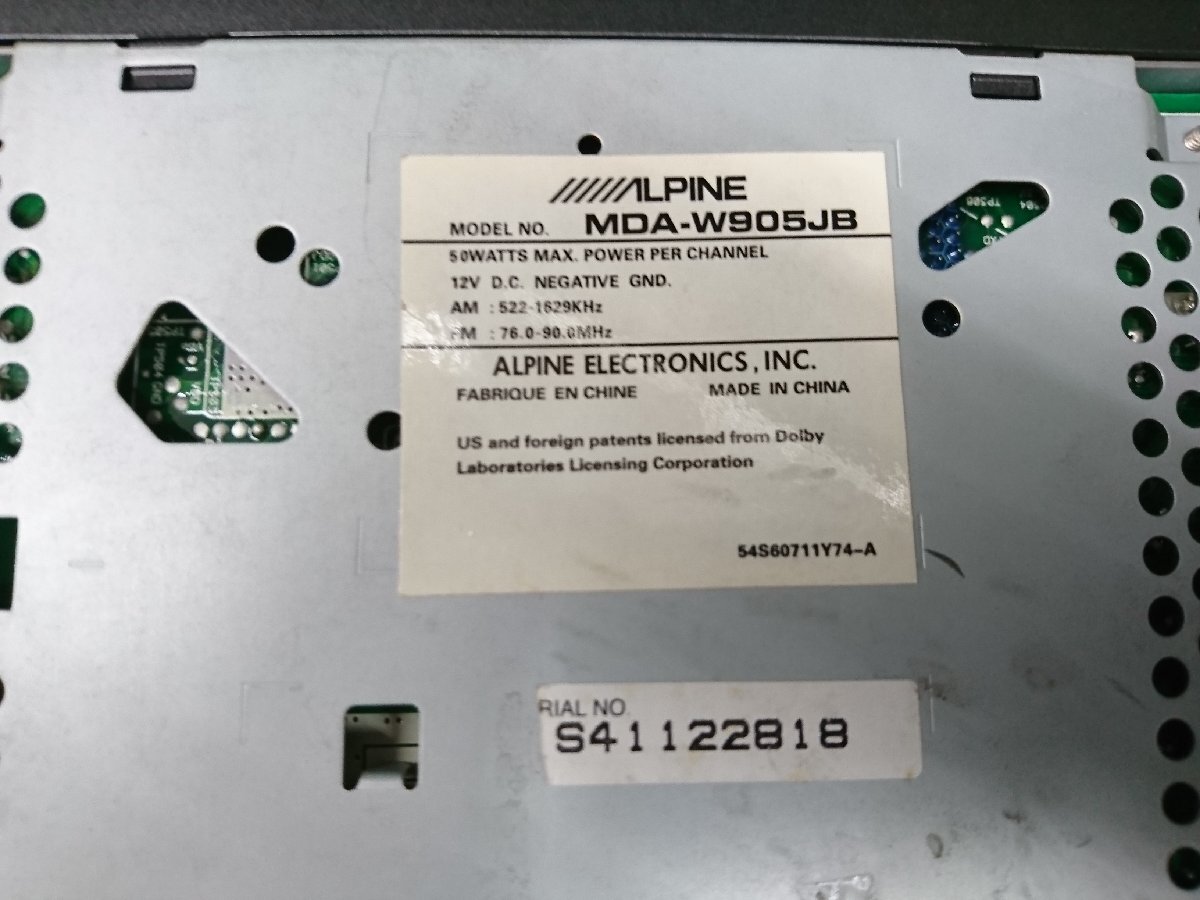 ALPINE
MODEL NO. MDA-W905JB
50WATTS MAX. POWER PER CHANNEL
12V D.C. NEGATIVE GND.
AM : 522-1629KHz
FM : 76.0-90.0MHz
ALPINE ELECTRONICS, INC.
FABRIQUE EN CHINE MADE IN CHINA
US and foreign patents licensed from Dolby
Laboratories Licensing Corporation
54S60711Y74-A
RIAL NO.
S41122818